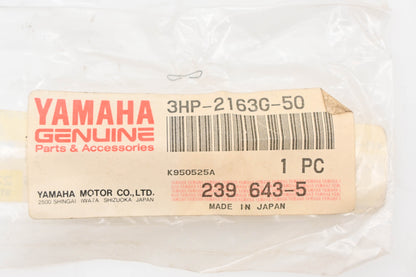 YAMAHA
GENUINE
Parts & Accessories
3HP-2163G-50
K950525A
1 PC
YAMAHA MOTOR CO., LTD.
2500 SHINGAI IWATA SHIZUOKA JAPAN
239 643-5
MADE IN JAPAN